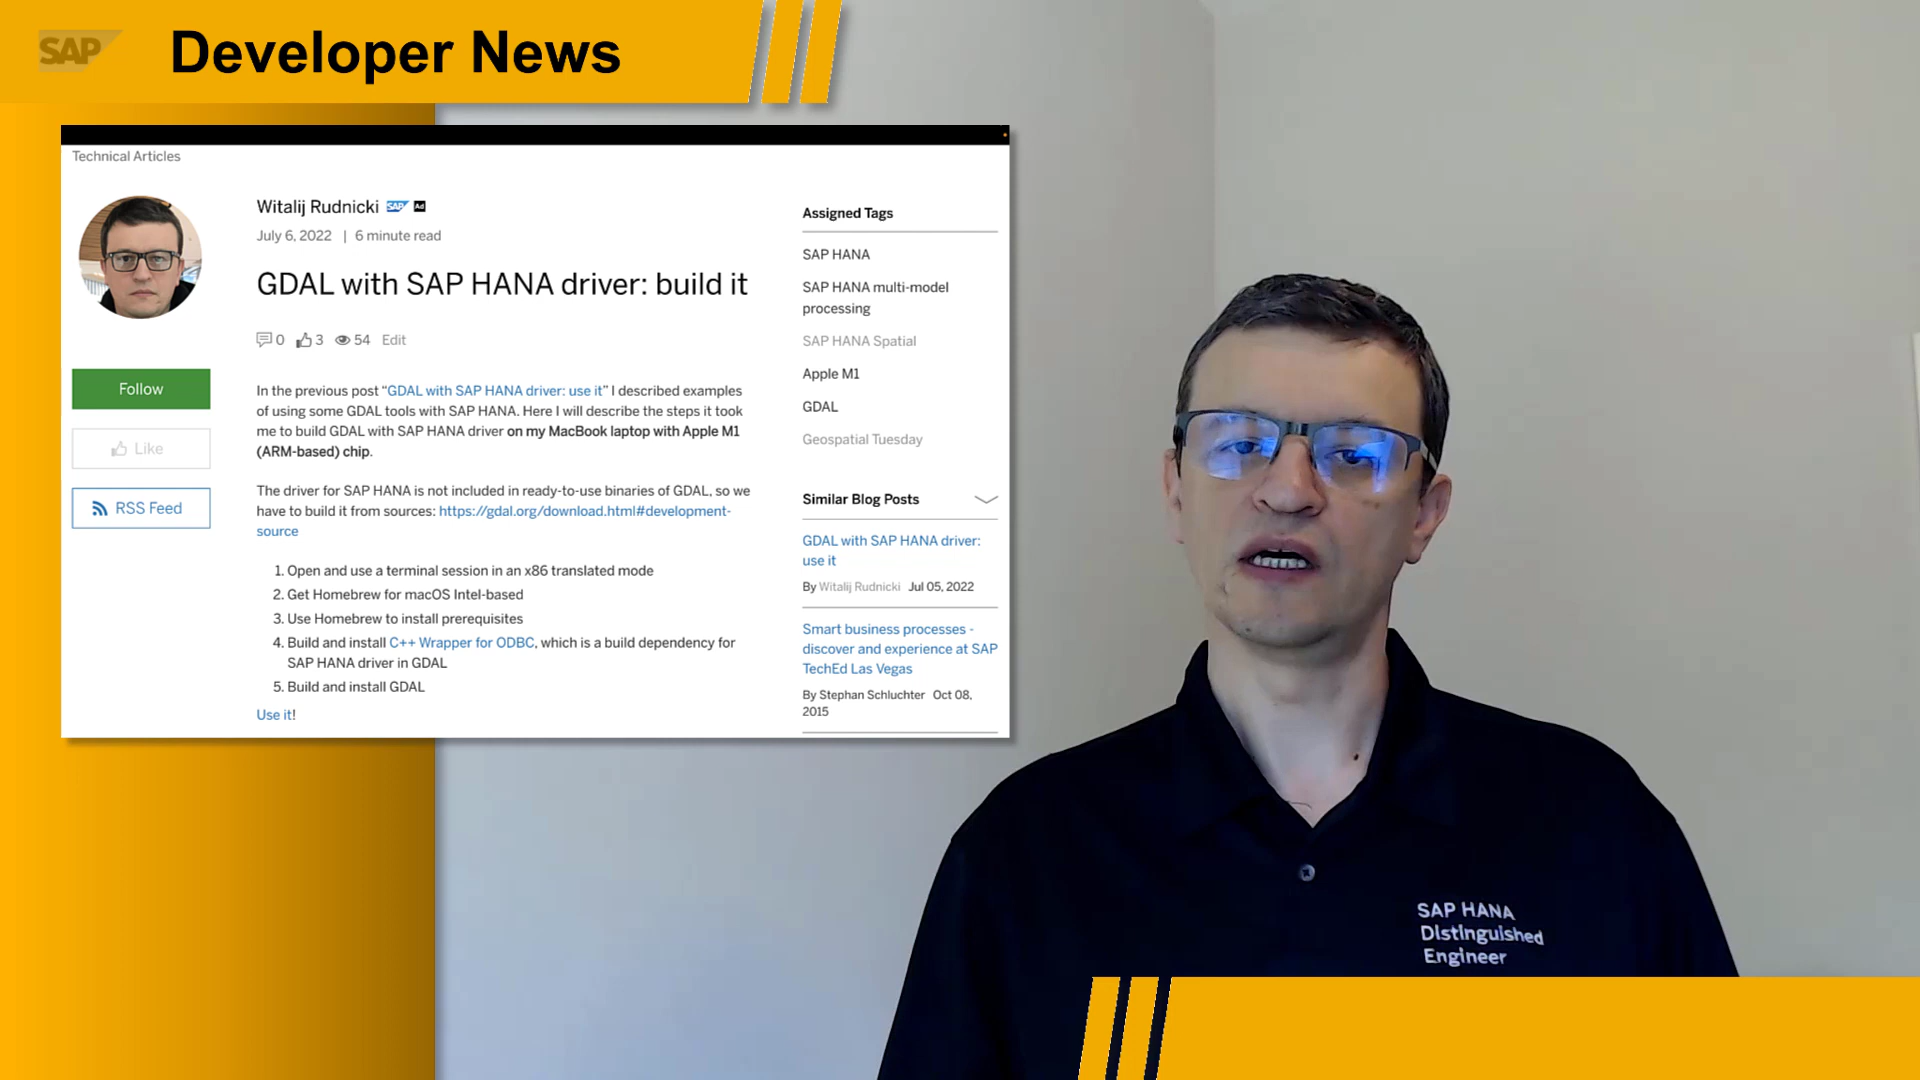 SAP
Developer News
Technical Articles
Witalij Rudnicki SAP Ad
July 6, 2022 | 6 minute read
GDAL with SAP HANA driver: build it
0 3 54 Edit
Follow
Like
RSS Feed
In the previous post “GDAL with SAP HANA driver: use it” I described examples
of using some GDAL tools with SAP HANA. Here I will describe the steps it took
me to build GDAL with SAP HANA driver on my MacBook laptop with Apple M1
(ARM-based) chip.
The driver for SAP HANA is not included in ready-to-use binaries of GDAL, so we
have to build it from sources: https://gdal.org/download.html#development-
source
1. Open and use a terminal session in an x86 translated mode
2. Get Homebrew for macOS Intel-based
3. Use Homebrew to install prerequisites
4. Build and install C++ Wrapper for ODBC, which is a build dependency for
SAP HANA driver in GDAL
5. Build and install GDAL
Use it!
Assigned Tags
SAP HANA
SAP HANA multi-model
processing
SAP HANA Spatial
Apple M1
GDAL
Geospatial Tuesday
Similar Blog Posts
GDAL with SAP HANA driver:
use it
By Witalij Rudnicki Jul 05, 2022
Smart business processes -
discover and experience at SAP
TechEd Las Vegas
By Stephan Schluchter Oct 08,
2015
SAP HANA
Distinguished
Engineer